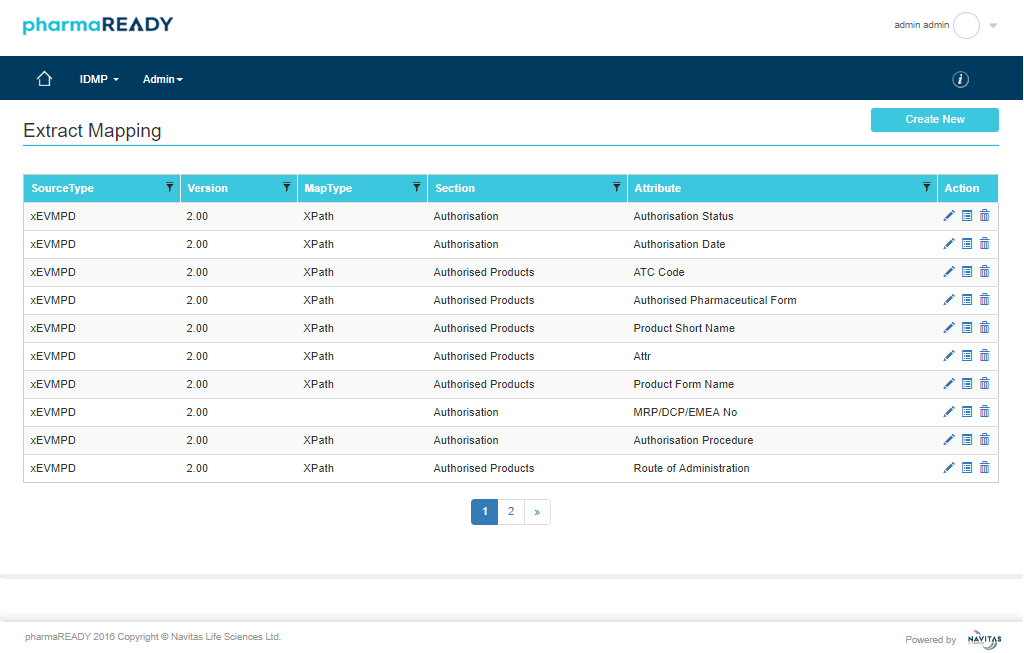 pharmaREADY
admin admin
IDMP Admin i
Extract Mapping
Create New
SourceType Version MapType Section Attribute Action
xEVMPD 2.00 XPath Authorisation Authorisation Status
xEVMPD 2.00 XPath Authorisation Authorisation Date
xEVMPD 2.00 XPath Authorised Products ATC Code
xEVMPD 2.00 XPath Authorised Products Authorised Pharmaceutical Form
xEVMPD 2.00 XPath Authorised Products Product Short Name
xEVMPD 2.00 XPath Authorised Products Attr
xEVMPD 2.00 XPath Authorised Products Product Form Name
xEVMPD 2.00 Authorisation MRP/DCP/EMEA No
xEVMPD 2.00 XPath Authorisation Authorisation Procedure
xEVMPD 2.00 XPath Authorised Products Route of Administration
1 2 »
pharmaREADY 2016 Copyright © Navitas Life Sciences Ltd.
Powered by NAVITAS